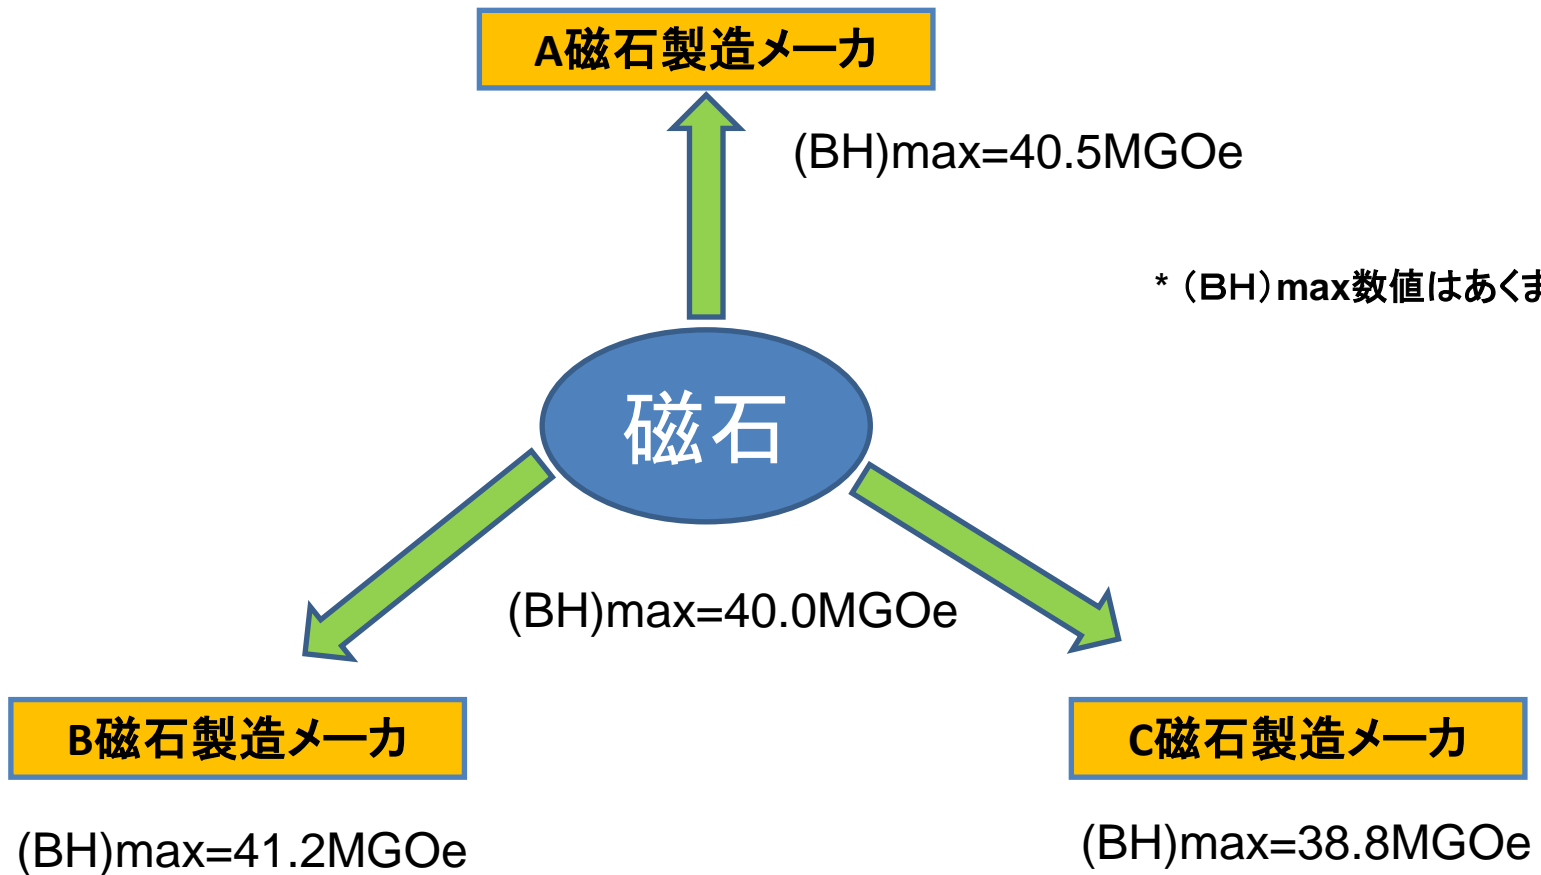 A磁石製造メーカ
(BH)max=40.5MGOe
*（BH）max数値はあくま
磁石
(BH)max=40.0MGOe
B磁石製造メーカ
C磁石製造メーカ
(BH)max=41.2MGOe
(BH)max=38.8MGOe